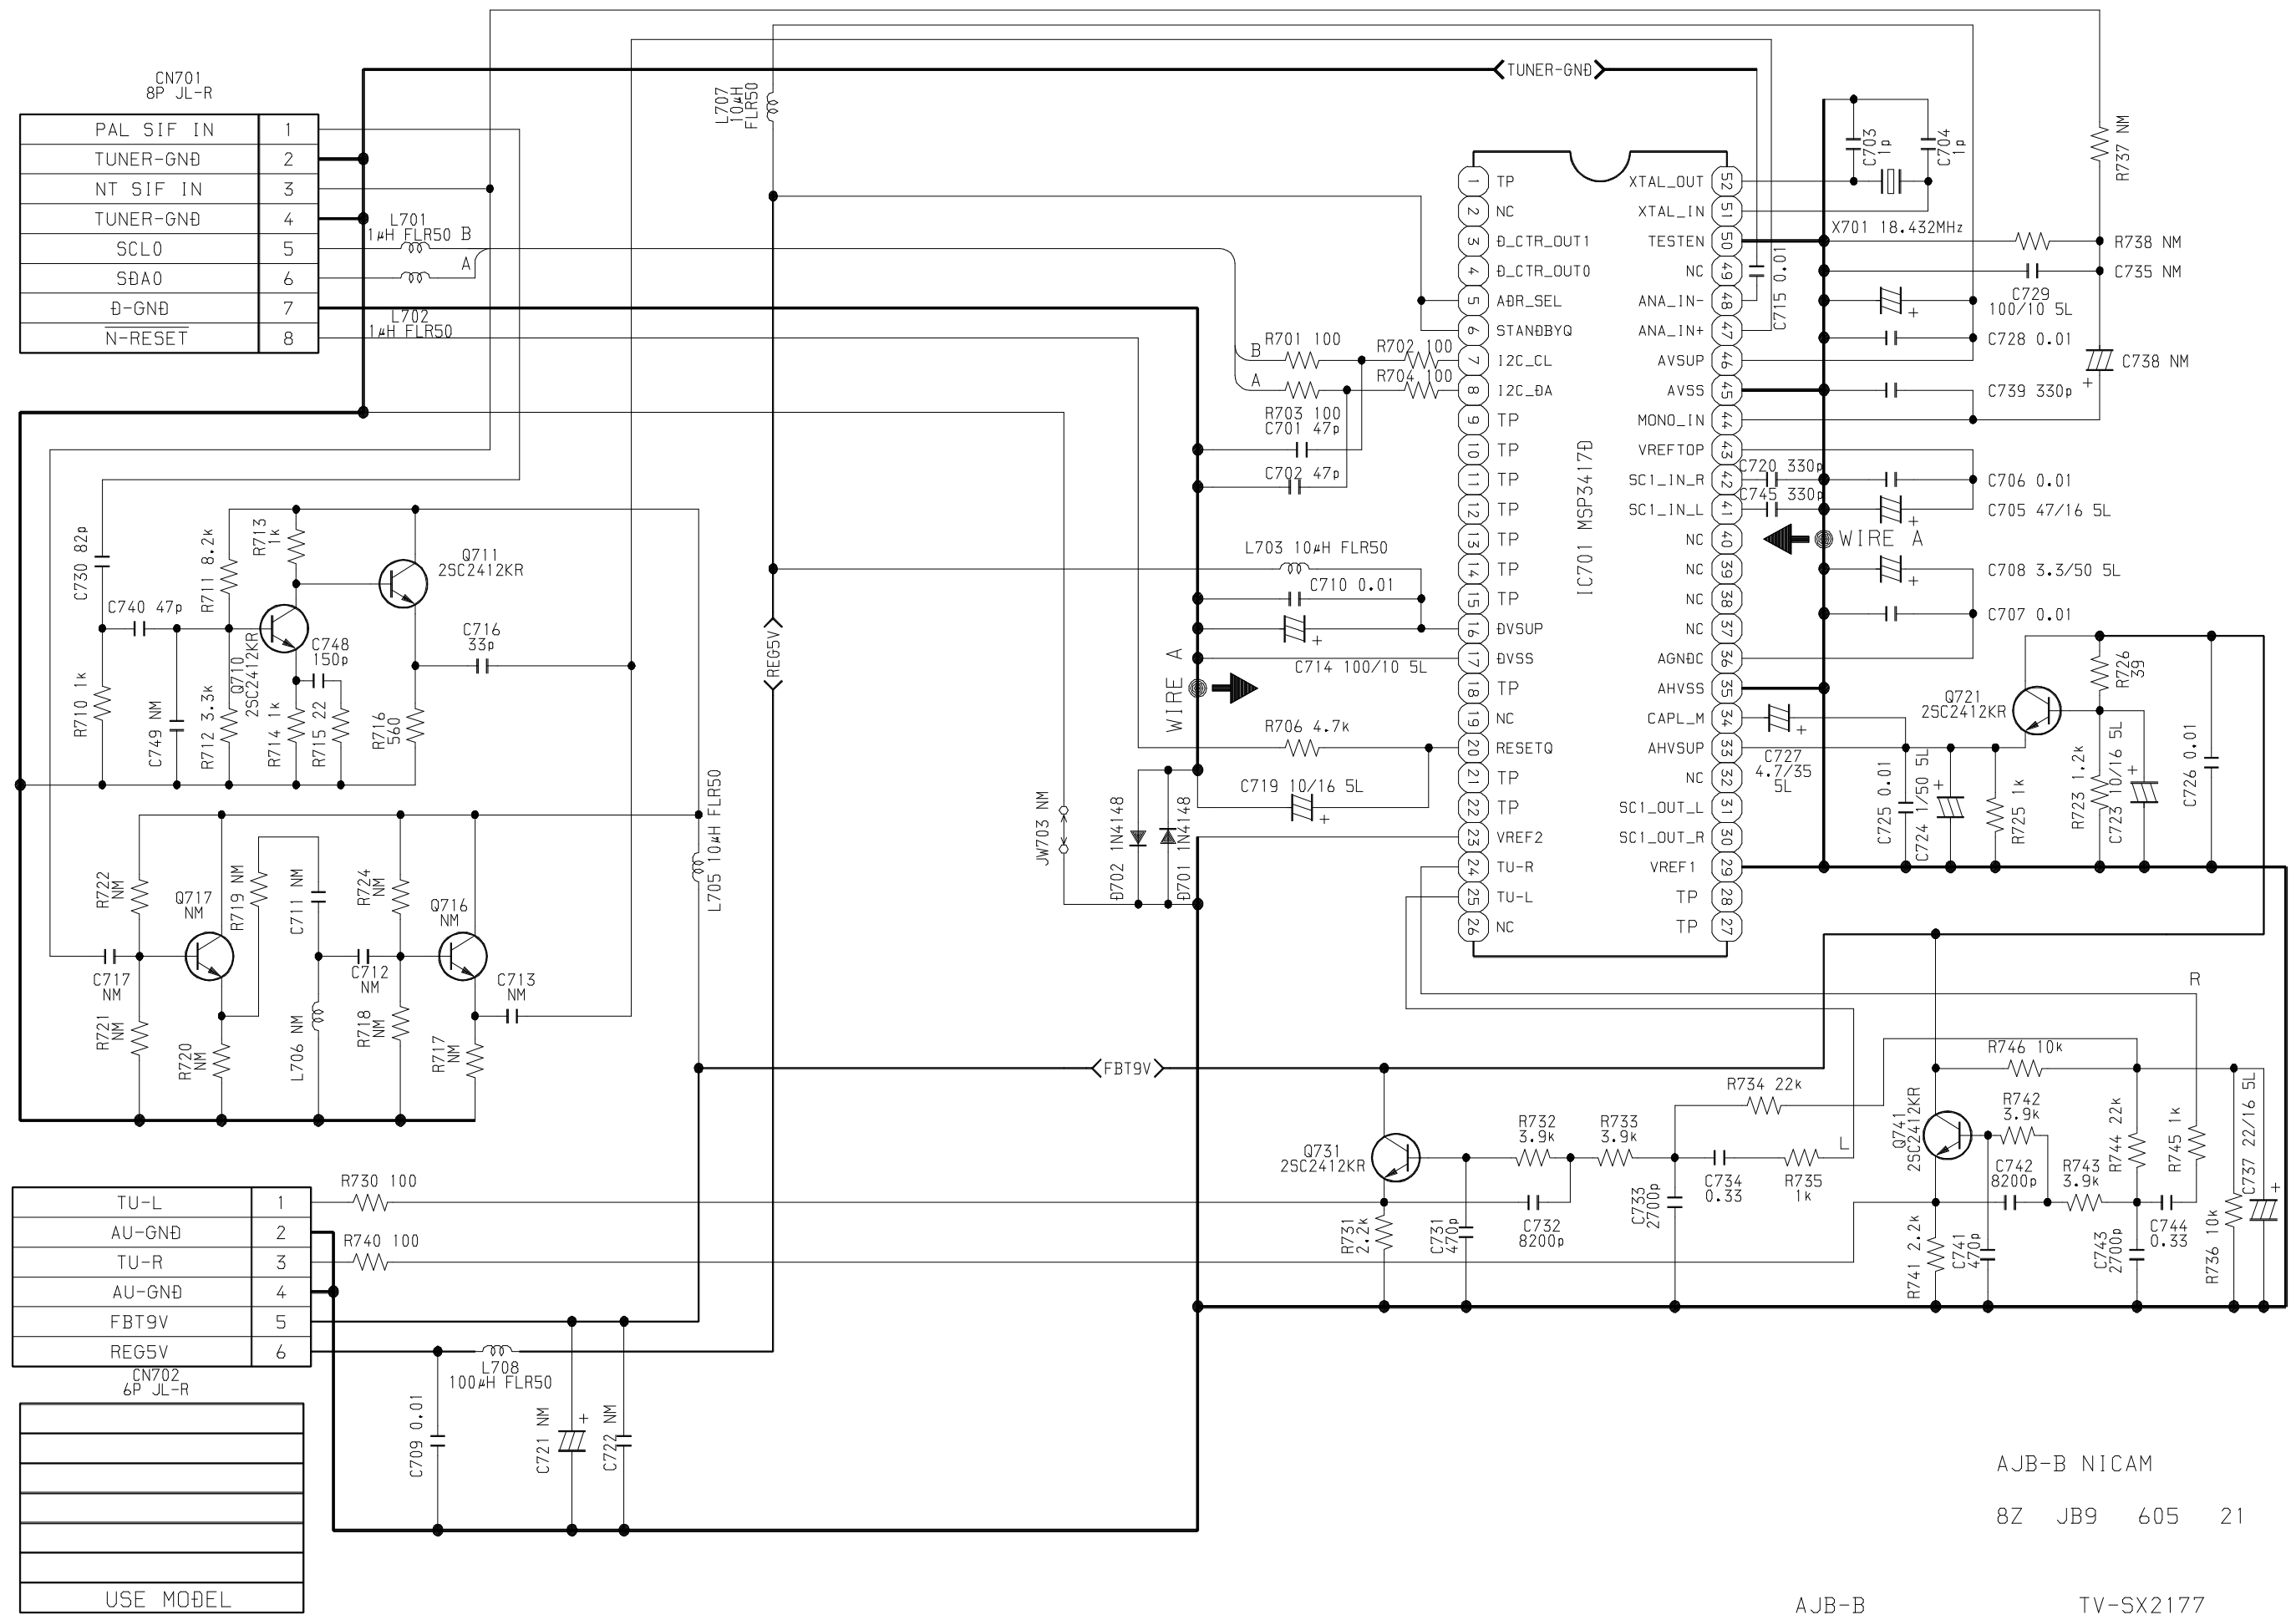 CN701
8P JL-R
PAL SIF IN 1
TUNER-GND 2
NT SIF IN 3
TUNER-GND 4
SCL0 5
SDA0 6
D-GND 7
N-RESET 8
L701
1μH FLR50
B
A
L702
1μH FLR50
L707
10μH
FLR50
<TUNER-GND>
C703
1p
C704
1p
R737 NM
X701 18.432MHz
R738 NM
C735 NM
C715 0.01
C729
100/10 5L
C728 0.01
C738 NM
C739 330p
C720 330p
C706 0.01
C745 330p
C705 47/16 5L
WIRE A
C708 3.3/50 5L
C707 0.01
IC701 MSP3417D
1 TP
2 NC
3 D_CTR_OUT1
4 D_CTR_OUT0
5 ADR_SEL
6 STANDBYQ
7 I2C_CL
8 I2C_DA
9 TP
10 TP
11 TP
12 TP
13 TP
14 TP
15 TP
16 DVSUP
17 DVSS
18 TP
19 NC
20 RESETQ
21 TP
22 TP
23 VREF2
24 TU-R
25 TU-L
26 NC
XTAL_OUT 52
XTAL_IN 51
TESTEN 50
NC 49
ANA_IN- 48
ANA_IN+ 47
AVSUP 46
AVSS 45
MONO_IN 44
VREFTOP 43
SC1_IN_R 42
SC1_IN_L 41
NC 40
NC 39
NC 38
NC 37
AGNDC 36
AHVSS 35
CAPL_M 34
AHVSUP 33
NC 32
SC1_OUT_L 31
SC1_OUT_R 30
VREF1 29
TP 28
TP 27
B
A
R701 100
R702 100
R704 100
R703 100
C701 47p
C702 47p
L703 10μH FLR50
C710 0.01
C714 100/10 5L
WIRE A
R706 4.7k
C719 10/16 5L
D702 1N4148
D701 1N4148
JW703 NM
<REG5V>
C730 82p
C740 47p
R711 8.2k
R713
1k
Q711
2SC2412KR
R710 1k
C749 NM
R712 3.3k
Q710
2SC2412KR
C748
150p
R714 1k
R715 22
R716
560
C716
33p
L705 10μH FLR50
R722
NM
Q717
NM
R719 NM
C711 NM
R724
NM
Q716
NM
C717
NM
R721
NM
R720
NM
L706 NM
C712
NM
R718
NM
R717
NM
C713
NM
C727
4.7/35
5L
Q721
2SC2412KR
R726
39
C725 0.01
C724 1/50 5L
R725 1k
R723 1.2k
C723 10/16 5L
C726 0.01
<FBT9V>
R
L
Q731
2SC2412KR
R732
3.9k
R733
3.9k
R734 22k
C734
0.33
R735
1k
R731
2.2k
C731
470p
C732
8200p
C733
2700p
Q741
2SC2412KR
R746 10k
R742
3.9k
C742
8200p
R743
3.9k
R744 22k
R745 1k
C737 22/16 5L
R741 2.2k
C741
470p
C743
2700p
C744
0.33
R736 10k
TU-L 1
AU-GND 2
TU-R 3
AU-GND 4
FBT9V 5
REG5V 6
CN702
6P JL-R
R730 100
R740 100
L708
100μH FLR50
C709 0.01
C721 NM
C722 NM
USE MODEL
AJB-B NICAM
8Z JB9 605 21
AJB-B TV-SX2177